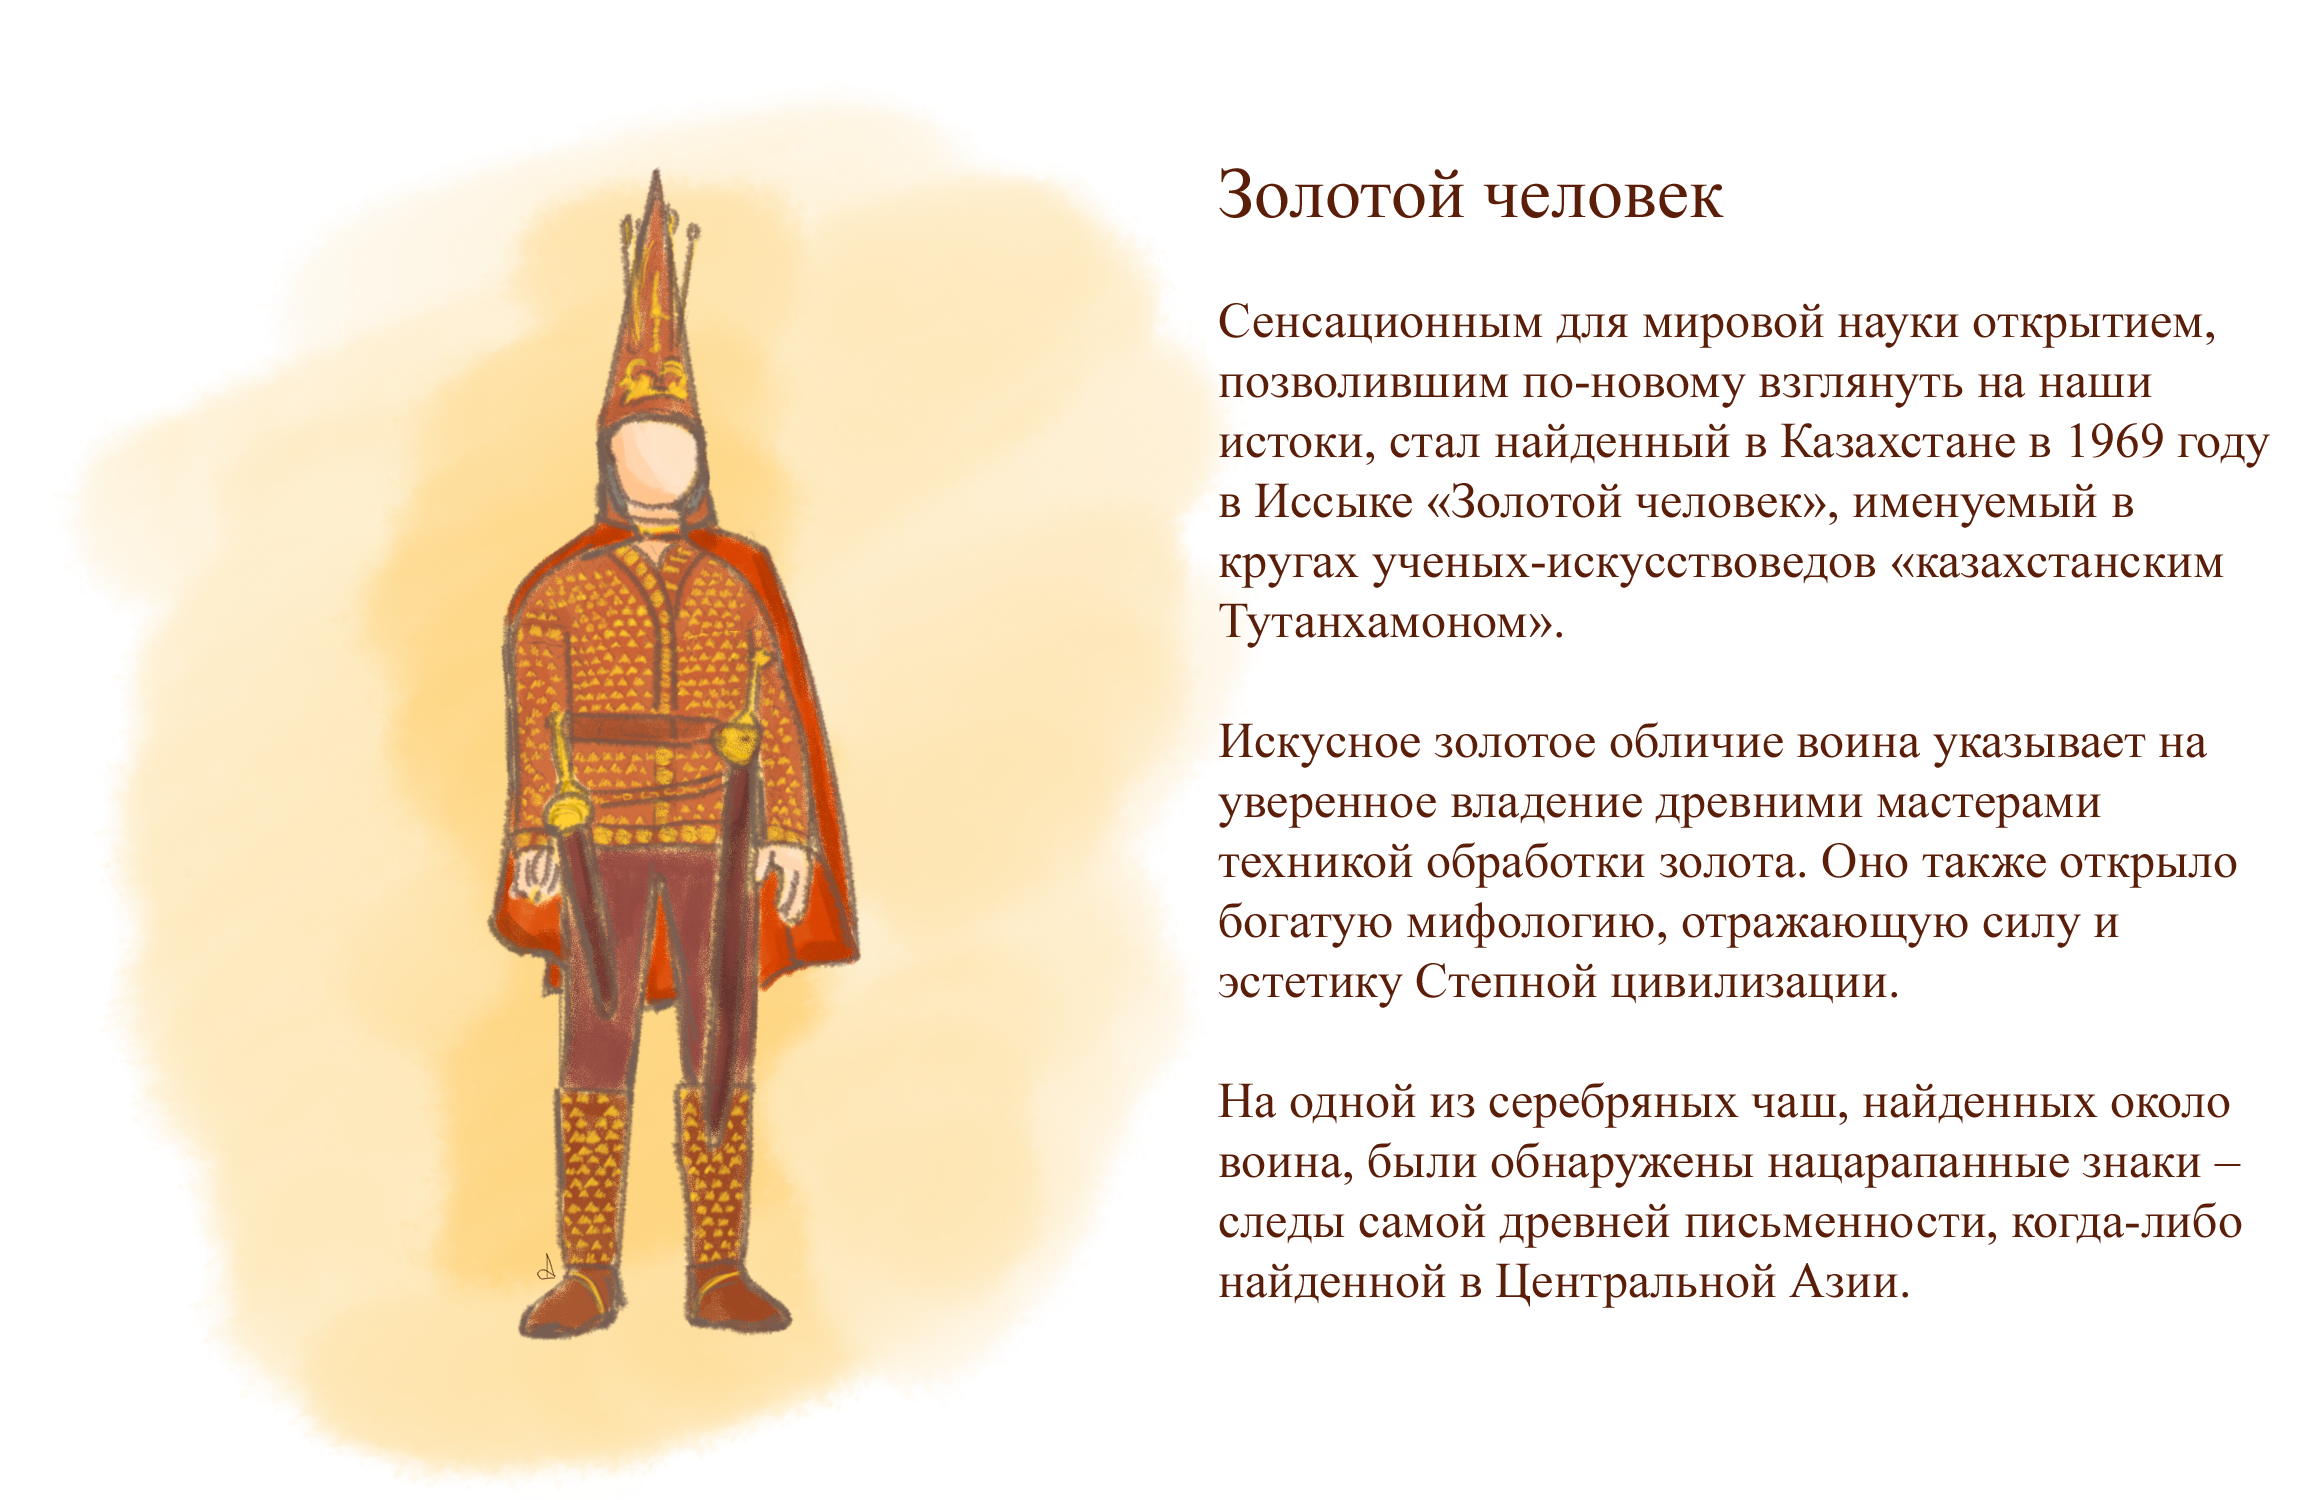 Золотой человек
Сенсационным для мировой науки открытием,
позволившим по-новому взглянуть на наши
истоки, стал найденный в Казахстане в 1969 году
в Иссыке «Золотой человек», именуемый в
кругах ученых-искусствоведов «казахстанским
Тутанхамоном».
Искусное золотое обличие воина указывает на
уверенное владение древними мастерами
техникой обработки золота. Оно также открыло
богатую мифологию, отражающую силу и
эстетику Степной цивилизации.
На одной из серебряных чаш, найденных около
воина, были обнаружены нацарапанные знаки –
следы самой древней письменности, когда-либо
найденной в Центральной Азии.